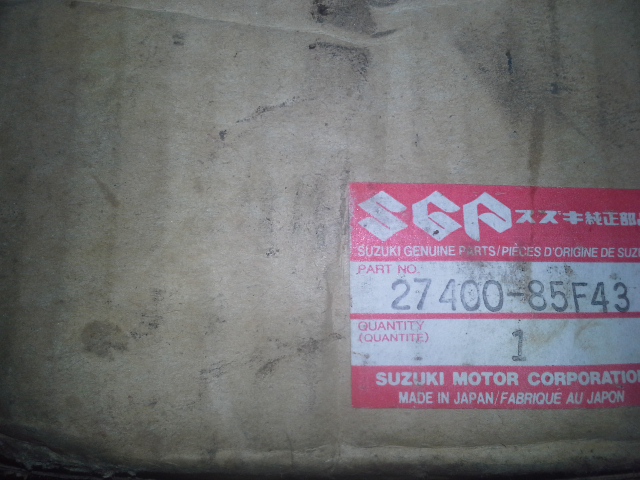 SGP スズキ純正部品
SUZUKI GENUINE PARTS/PIÈCES D'ORIGINE DE SUZU
PART NO.
27400-85F43
QUANTITY
(QUANTITÉ)
1
SUZUKI MOTOR CORPORATION
MADE IN JAPAN/FABRIQUE AU JAPON